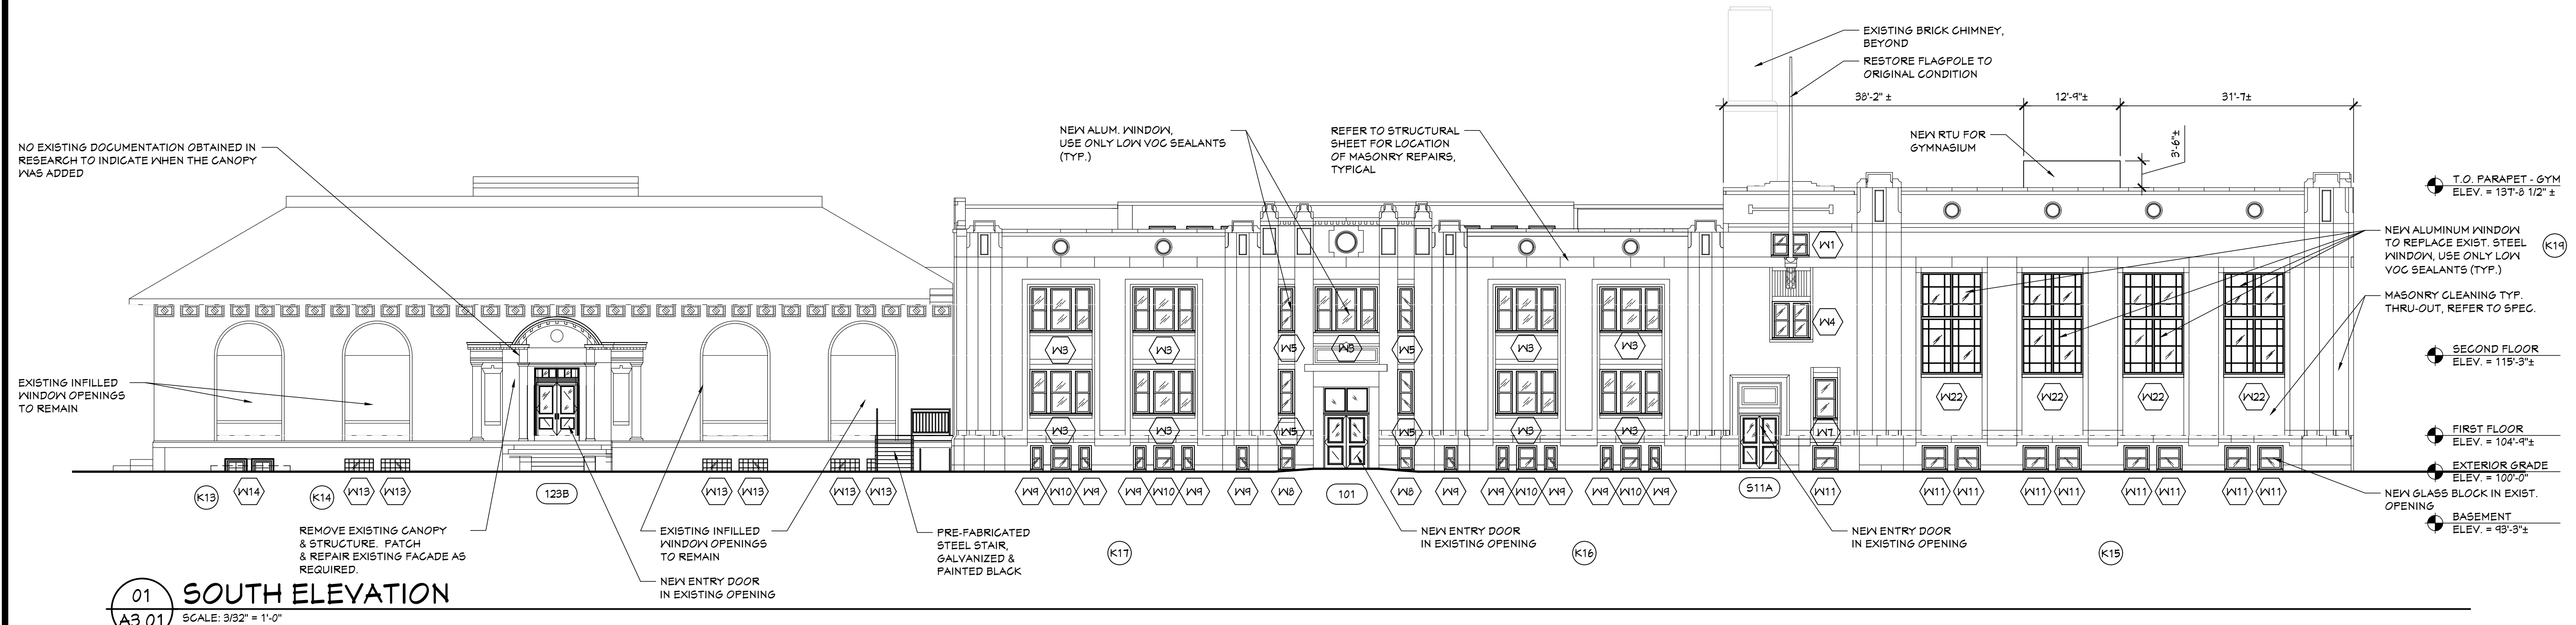 EXISTING BRICK CHIMNEY,
BEYOND
RESTORE FLAGPOLE TO
ORIGINAL CONDITION
38'-2" ±
12'-9"±
31'-7±
NEW RTU FOR
GYMNASIUM
3'-6"±
NO EXISTING DOCUMENTATION OBTAINED IN
RESEARCH TO INDICATE WHEN THE CANOPY
WAS ADDED
NEW ALUM. WINDOW,
USE ONLY LOW VOC SEALANTS
(TYP.)
REFER TO STRUCTURAL
SHEET FOR LOCATION
OF MASONRY REPAIRS,
TYPICAL
T.O. PARAPET - GYM
ELEV. = 137'-8 1/2" ±
NEW ALUMINUM WINDOW
TO REPLACE EXIST. STEEL
WINDOW, USE ONLY LOW
VOC SEALANTS (TYP.)
K19
MASONRY CLEANING TYP.
THRU-OUT, REFER TO SPEC.
W1
W4
EXISTING INFILLED
WINDOW OPENINGS
TO REMAIN
W3
W3
W5
W3
W5
W3
W3
SECOND FLOOR
ELEV. = 115'-3"±
W22
W22
W22
W22
W3
W3
W5
W5
W3
W3
W7
FIRST FLOOR
ELEV. = 104'-9"±
EXTERIOR GRADE
ELEV. = 100'-0"
NEW GLASS BLOCK IN EXIST.
OPENING
BASEMENT
ELEV. = 93'-3"±
K13
W14
K14
W13
W13
123B
W13
W13
W13
W13
W9
W10
W9
W9
W10
W9
W9
W8
101
W8
W9
W9
W10
W9
W9
W10
W9
S11A
W11
W11
W11
W11
W11
W11
W11
W11
W11
REMOVE EXISTING CANOPY
& STRUCTURE. PATCH
& REPAIR EXISTING FACADE AS
REQUIRED.
EXISTING INFILLED
WINDOW OPENINGS
TO REMAIN
NEW ENTRY DOOR
IN EXISTING OPENING
PRE-FABRICATED
STEEL STAIR,
GALVANIZED &
PAINTED BLACK
K17
NEW ENTRY DOOR
IN EXISTING OPENING
K16
NEW ENTRY DOOR
IN EXISTING OPENING
K15
01
A3.01
SOUTH ELEVATION
SCALE: 3/32" = 1'-0"